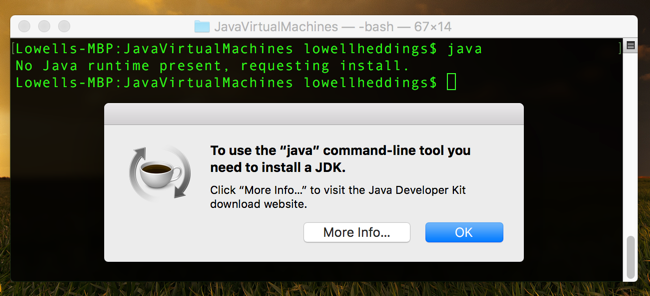 JavaVirtualMachines — -bash — 67×14
[Lowells-MBP:JavaVirtualMachines lowellheddings$ java ]
No Java runtime present, requesting install.
Lowells-MBP:JavaVirtualMachines lowellheddings$
To use the “java” command-line tool you
need to install a JDK.
Click “More Info...” to visit the Java Developer Kit
download website.
More Info...
OK